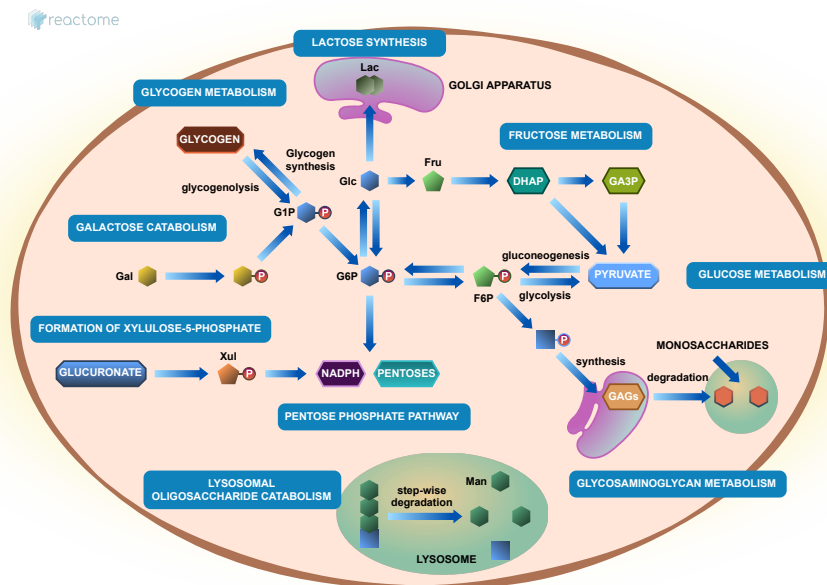 reactome
LACTOSE SYNTHESIS
Lac
GOLGI APPARATUS
GLYCOGEN METABOLISM
GLYCOGEN
Glycogen
synthesis
glycogenolysis
FRUCTOSE METABOLISM
Glc
Fru
DHAP
GA3P
G1P
P
GALACTOSE CATABOLISM
Gal
P
G6P
P
gluconeogenesis
P
F6P
glycolysis
PYRUVATE
GLUCOSE METABOLISM
FORMATION OF XYLULOSE-5-PHOSPHATE
P
MONOSACCHARIDES
GLUCURONATE
Xul
P
NADPH
PENTOSES
synthesis
degradation
GAGs
PENTOSE PHOSPHATE PATHWAY
LYSOSOMAL
OLIGOSACCHARIDE CATABOLISM
step-wise
degradation
Man
LYSOSOME
GLYCOSAMINOGLYCAN METABOLISM